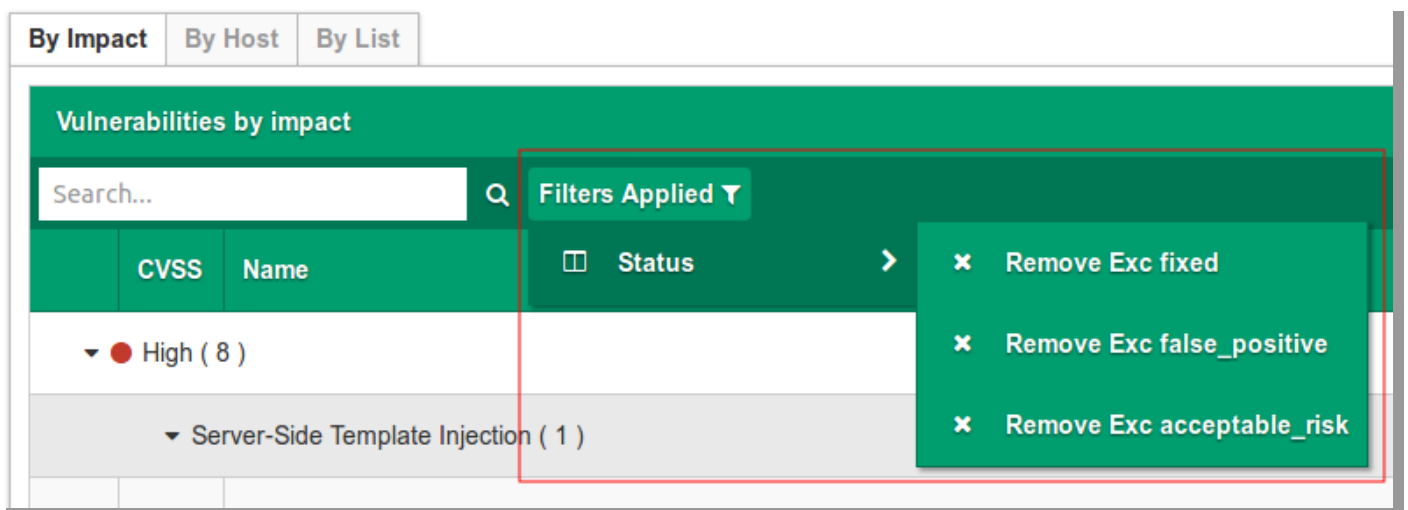 By Impact By Host By List
Vulnerabilities by impact
Search... Filters Applied
CVSS Name Status Remove Exc fixed
High ( 8 ) Remove Exc false_positive
Server-Side Template Injection ( 1 ) Remove Exc acceptable_risk